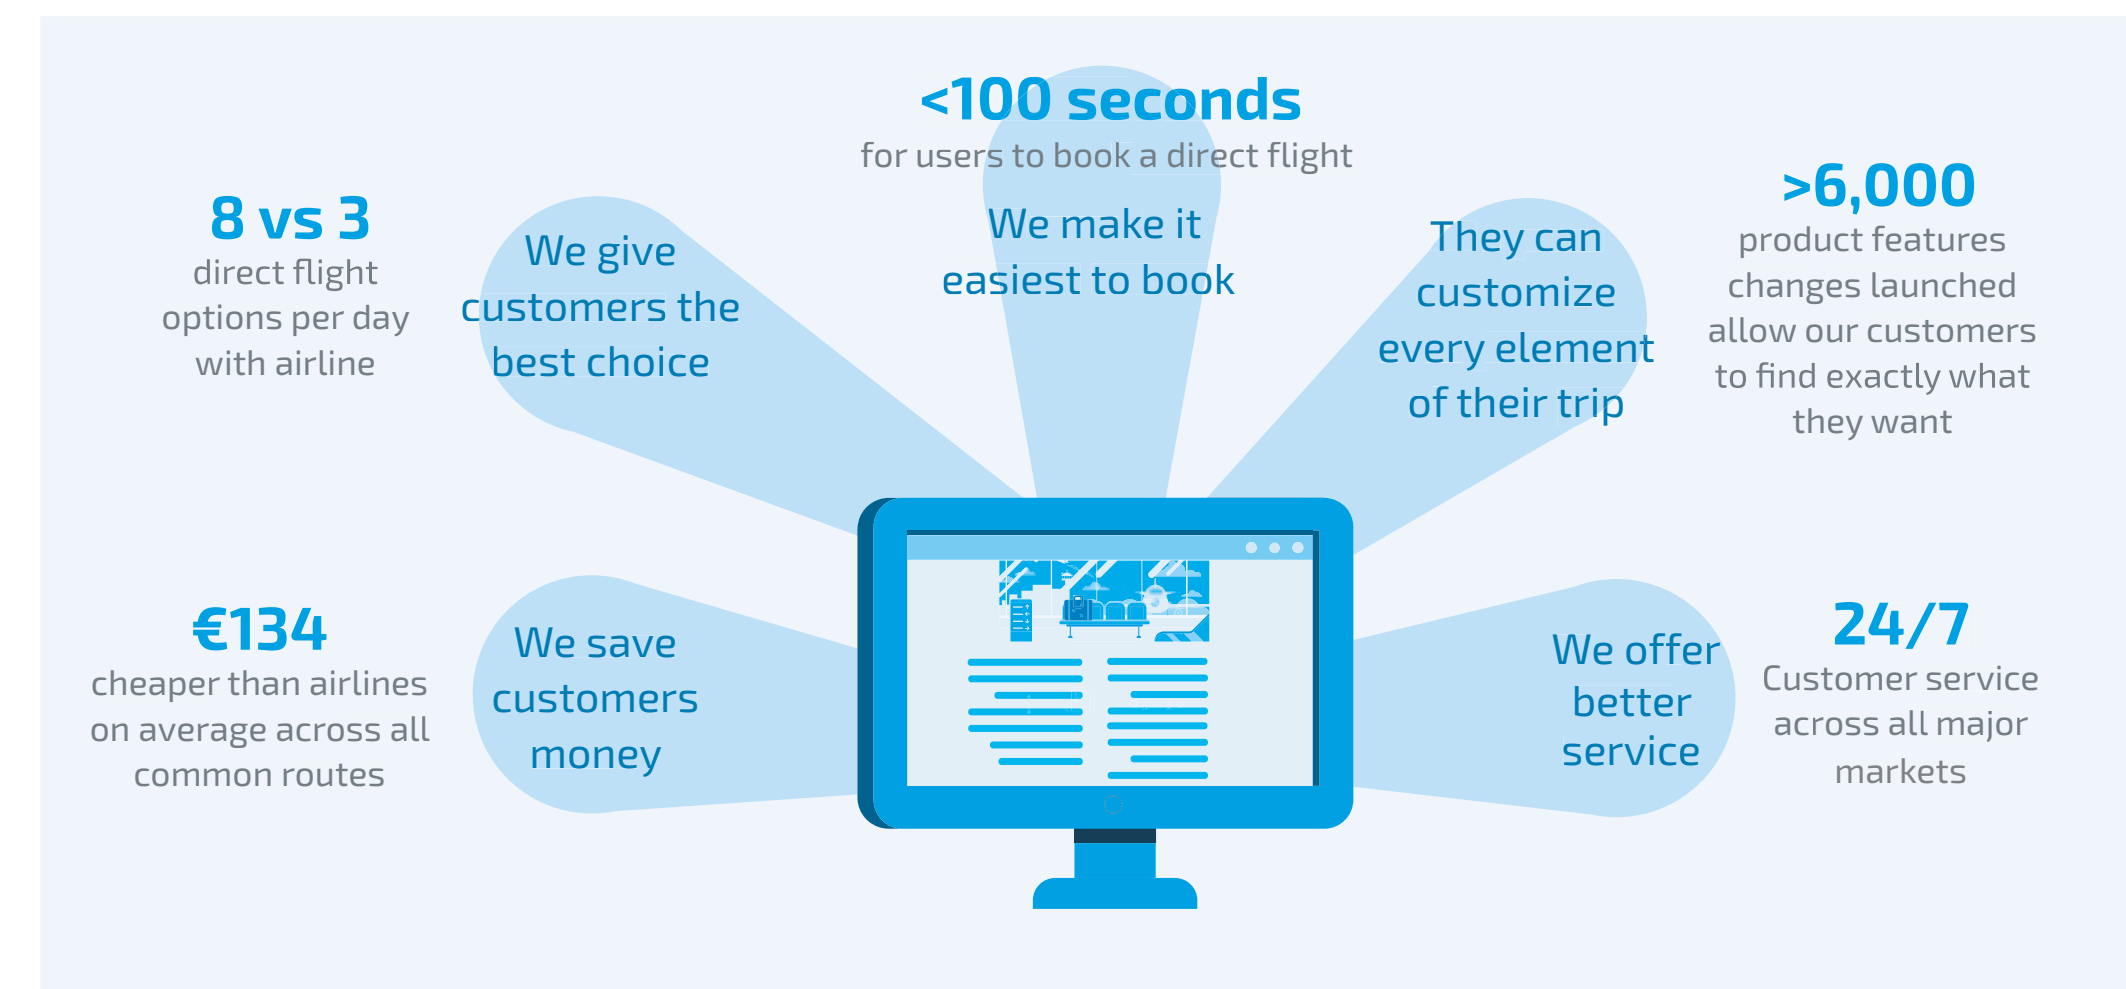 <100 seconds
for users to book a direct flight
We make it
easiest to book
8 vs 3
direct flight
options per day
with airline
We give
customers the
best choice
They can
customize
every element
of their trip
>6,000
product features
changes launched
allow our customers
to find exactly what
they want
€134
cheaper than airlines
on average across all
common routes
We save
customers
money
We offer
better
service
24/7
Customer service
across all major
markets